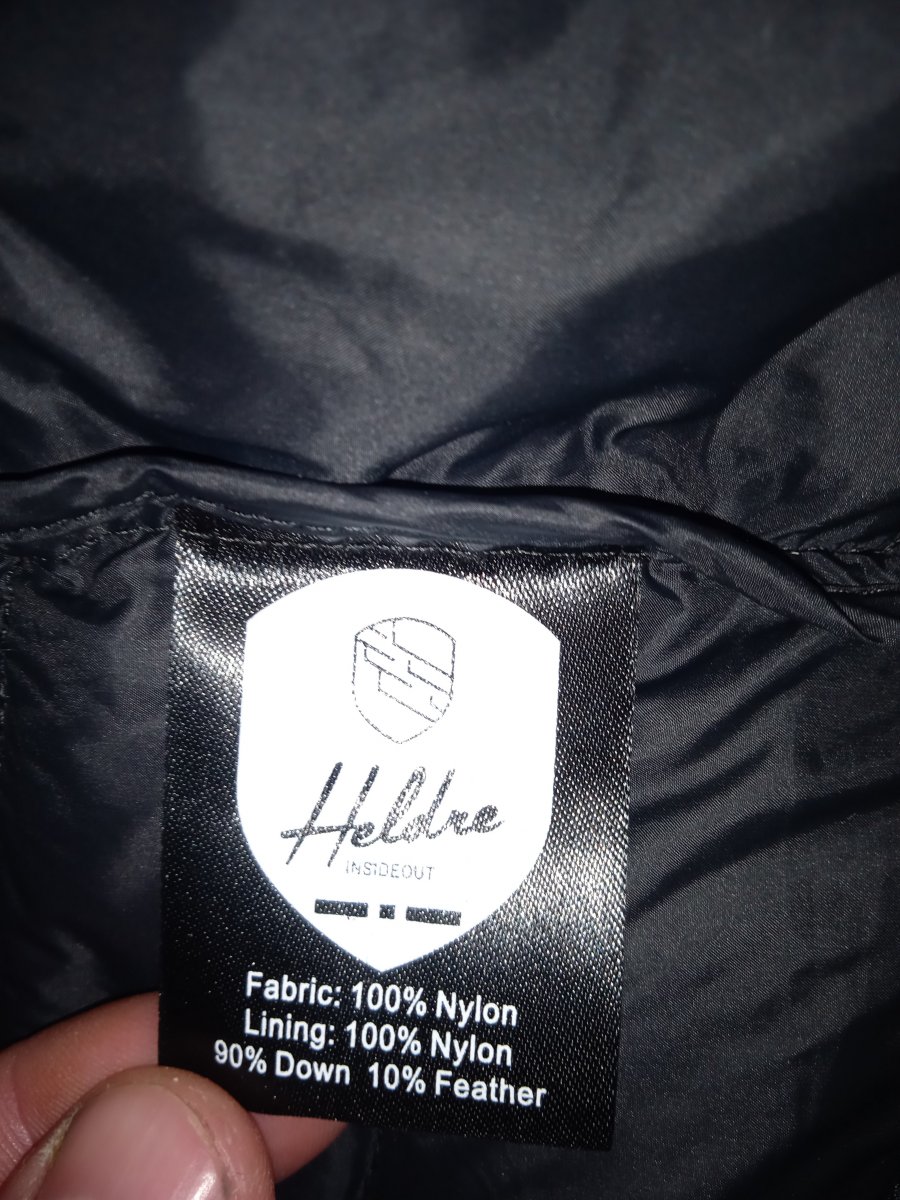 Heldre
INSIDEOUT
Fabric: 100% Nylon
Lining: 100% Nylon
90% Down 10% Feather